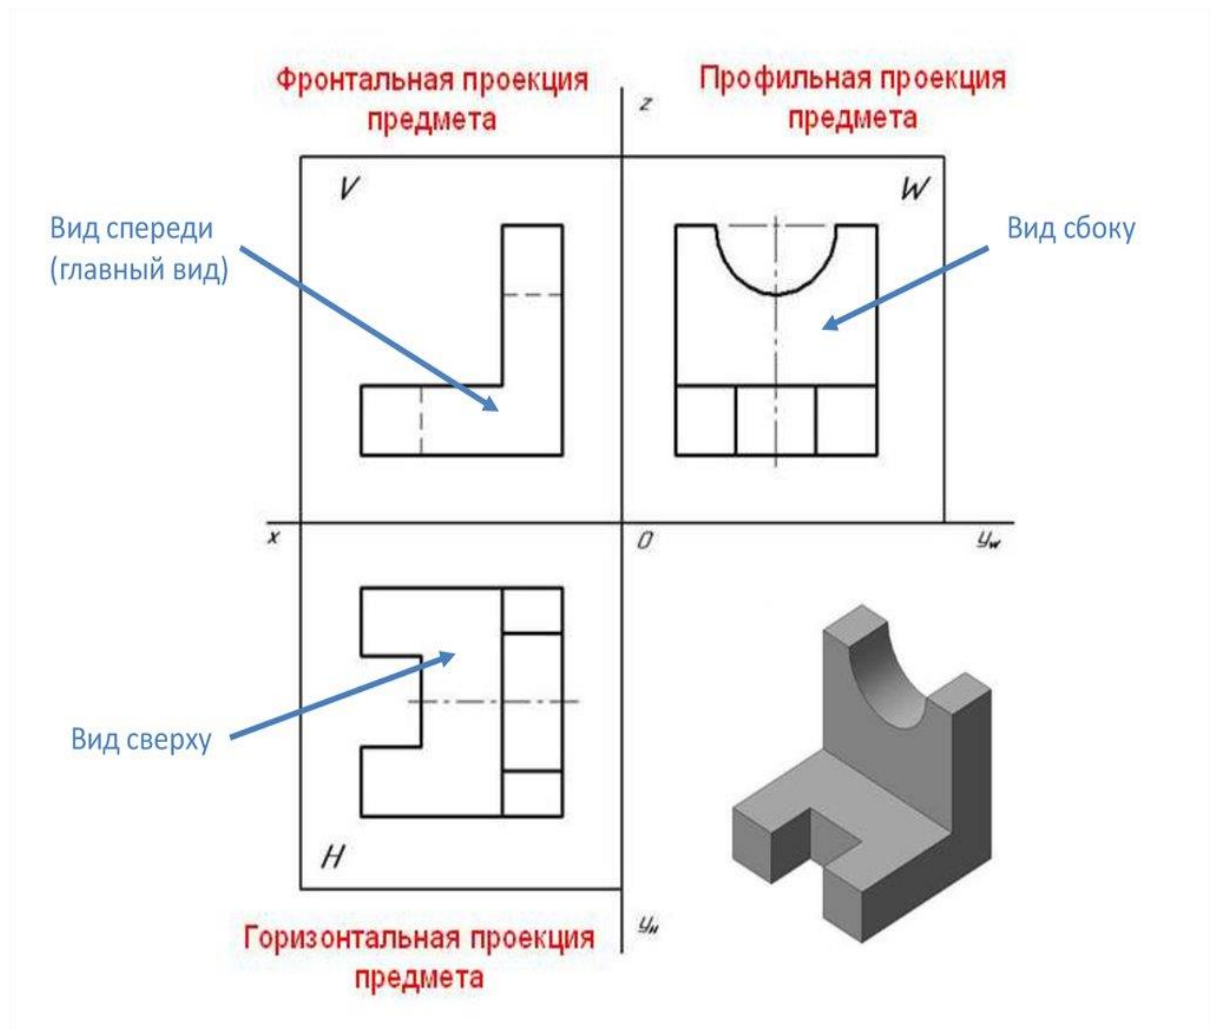 Фронтальная проекция
предмета
Профильная проекция
предмета
z
V
W
Вид спереди
(главный вид)
Вид сбоку
x
O
yW
Вид сверху
H
yH
Горизонтальная проекция
предмета